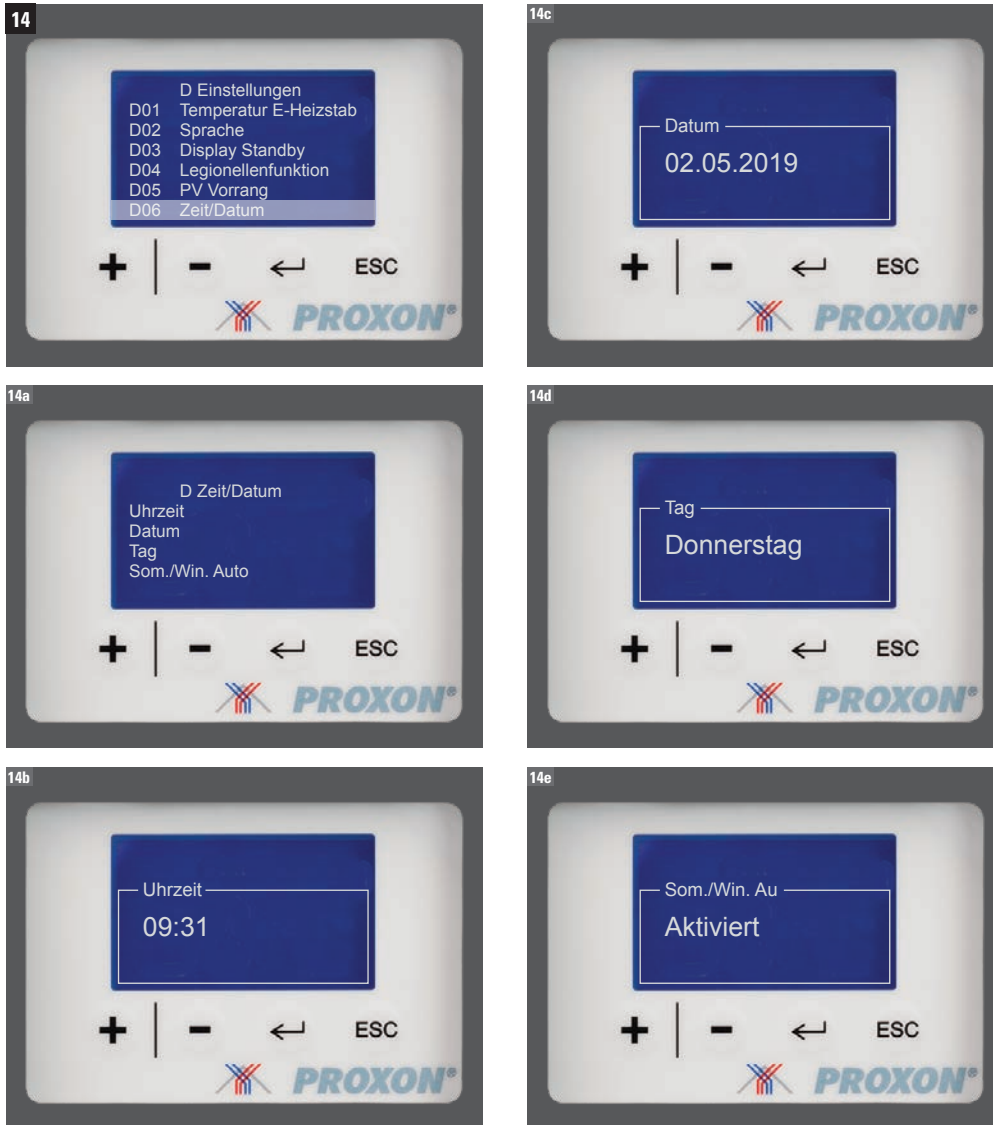 14
D Einstellungen
D01 Temperatur E-Heizstab
D02 Sprache
D03 Display Standby
D04 Legionellenfunktion
D05 PV Vorrang
D06 Zeit/Datum
+ | - ↵ ESC
PROXON®
14a
D Zeit/Datum
Uhrzeit
Datum
Tag
Som./Win. Auto
+ | - ↵ ESC
PROXON®
14b
Uhrzeit
09:31
+ | - ↵ ESC
PROXON®
14c
Datum
02.05.2019
+ | - ↵ ESC
PROXON®
14d
Tag
Donnerstag
+ | - ↵ ESC
PROXON®
14e
Som./Win. Au
Aktiviert
+ | - ↵ ESC
PROXON®